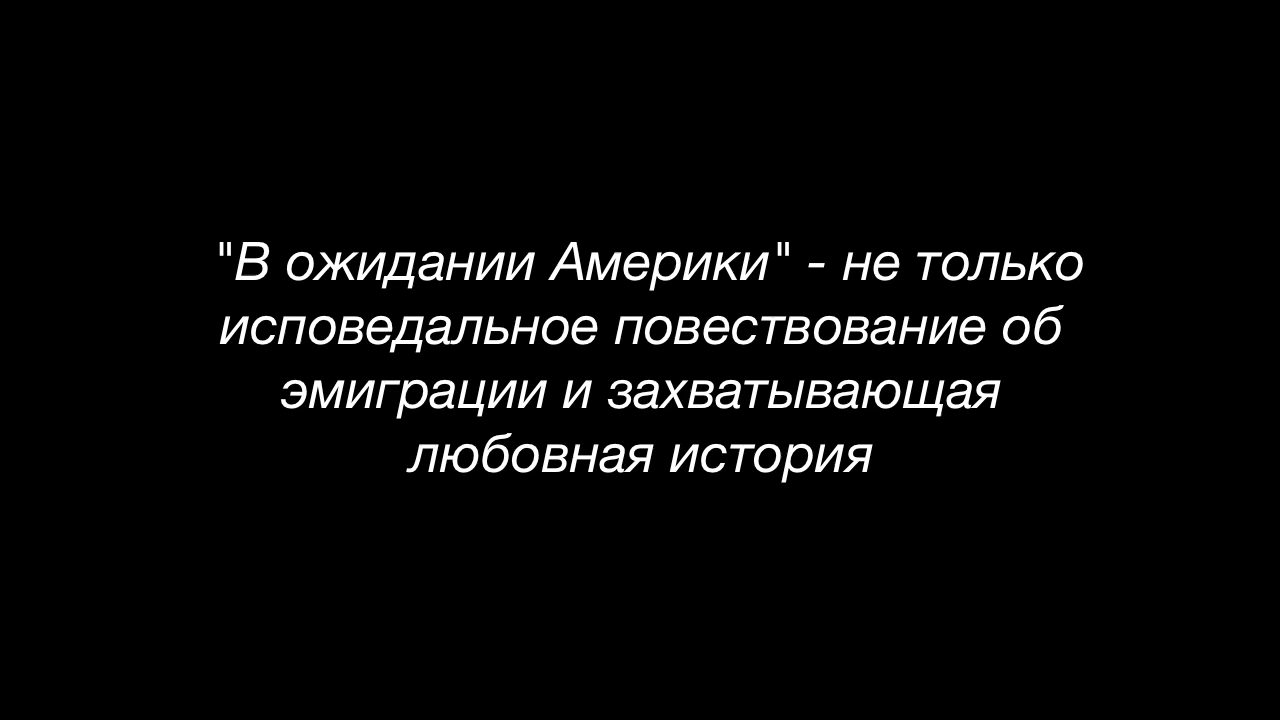 "В ожидании Америки" - не только
исповедальное повествование об
эмиграции и захватывающая
любовная история